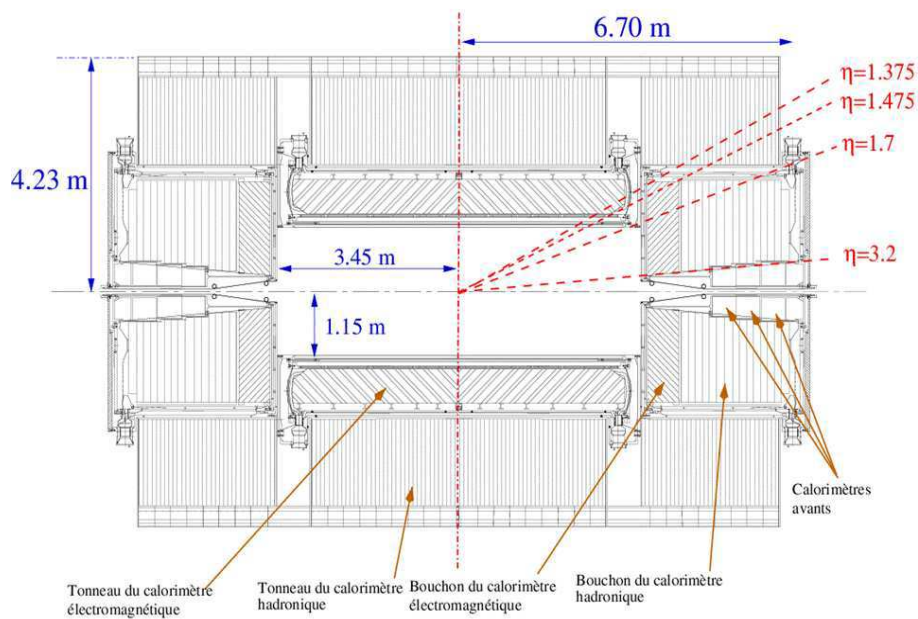 6.70 m
η=1.375
η=1.475
η=1.7
4.23 m
3.45 m
η=3.2
1.15 m
Calorimètres
avants
Tonneau du calorimètre
électromagnétique
Tonneau du calorimètre
hadronique
Bouchon du calorimètre
électromagnétique
Bouchon du calorimètre
hadronique